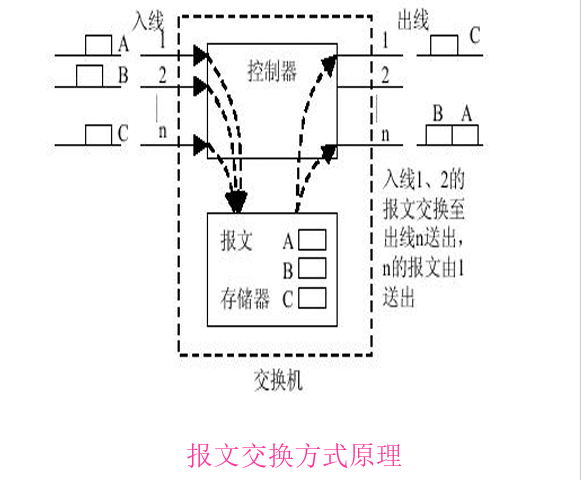 入线
出线
A 1
1 C
控制器
B 2
2
B A
C n
n
入线1、2的
报文交换至
出线n送出,
n的报文由1
送出
报文 A
B
存储器 C
交换机
报文交换方式原理